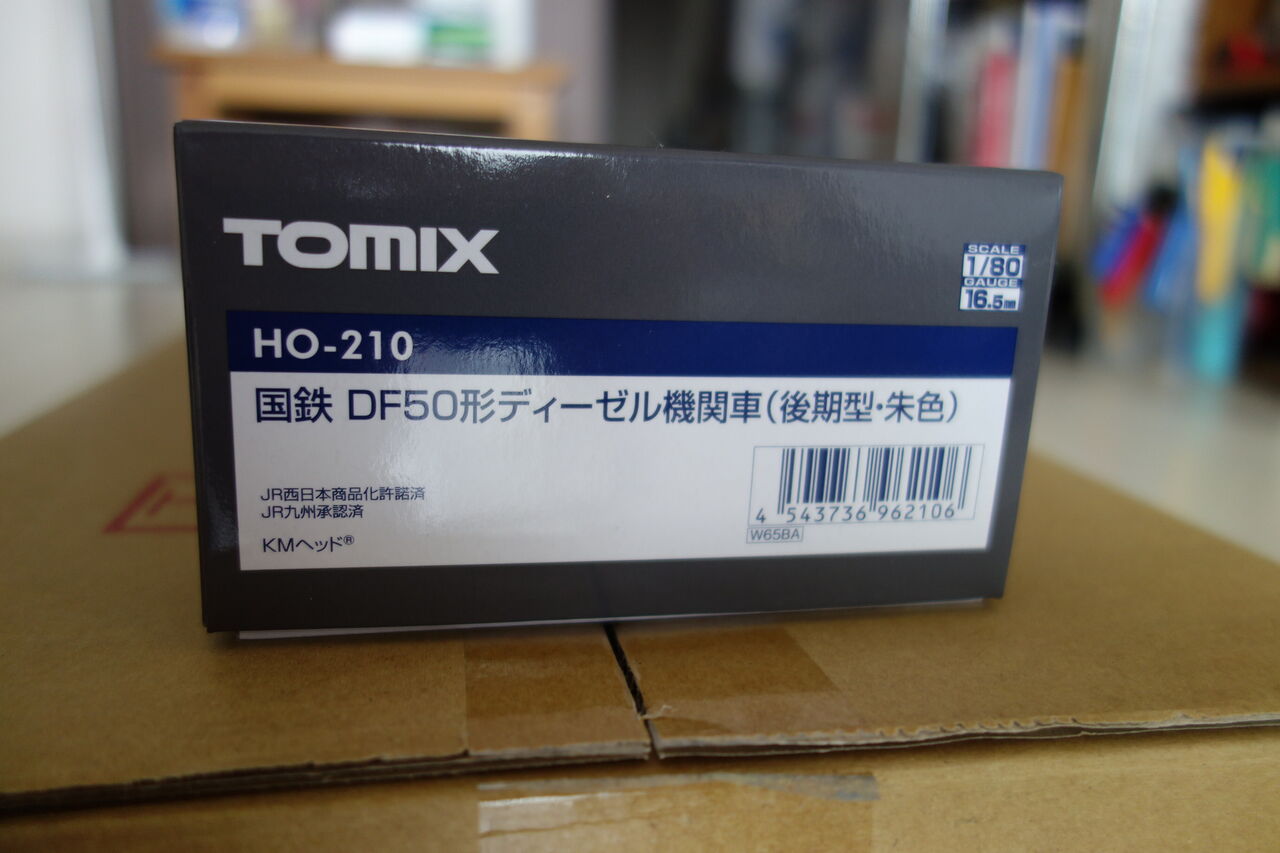 TOMIX
SCALE
1/80
GAUGE
16.5mm
HO-210
国鉄 DF50形ディーゼル機関車(後期型・朱色)
JR西日本商品化許諾済
JR九州承認済
KMヘッド®
4 543736 962106
W65BA